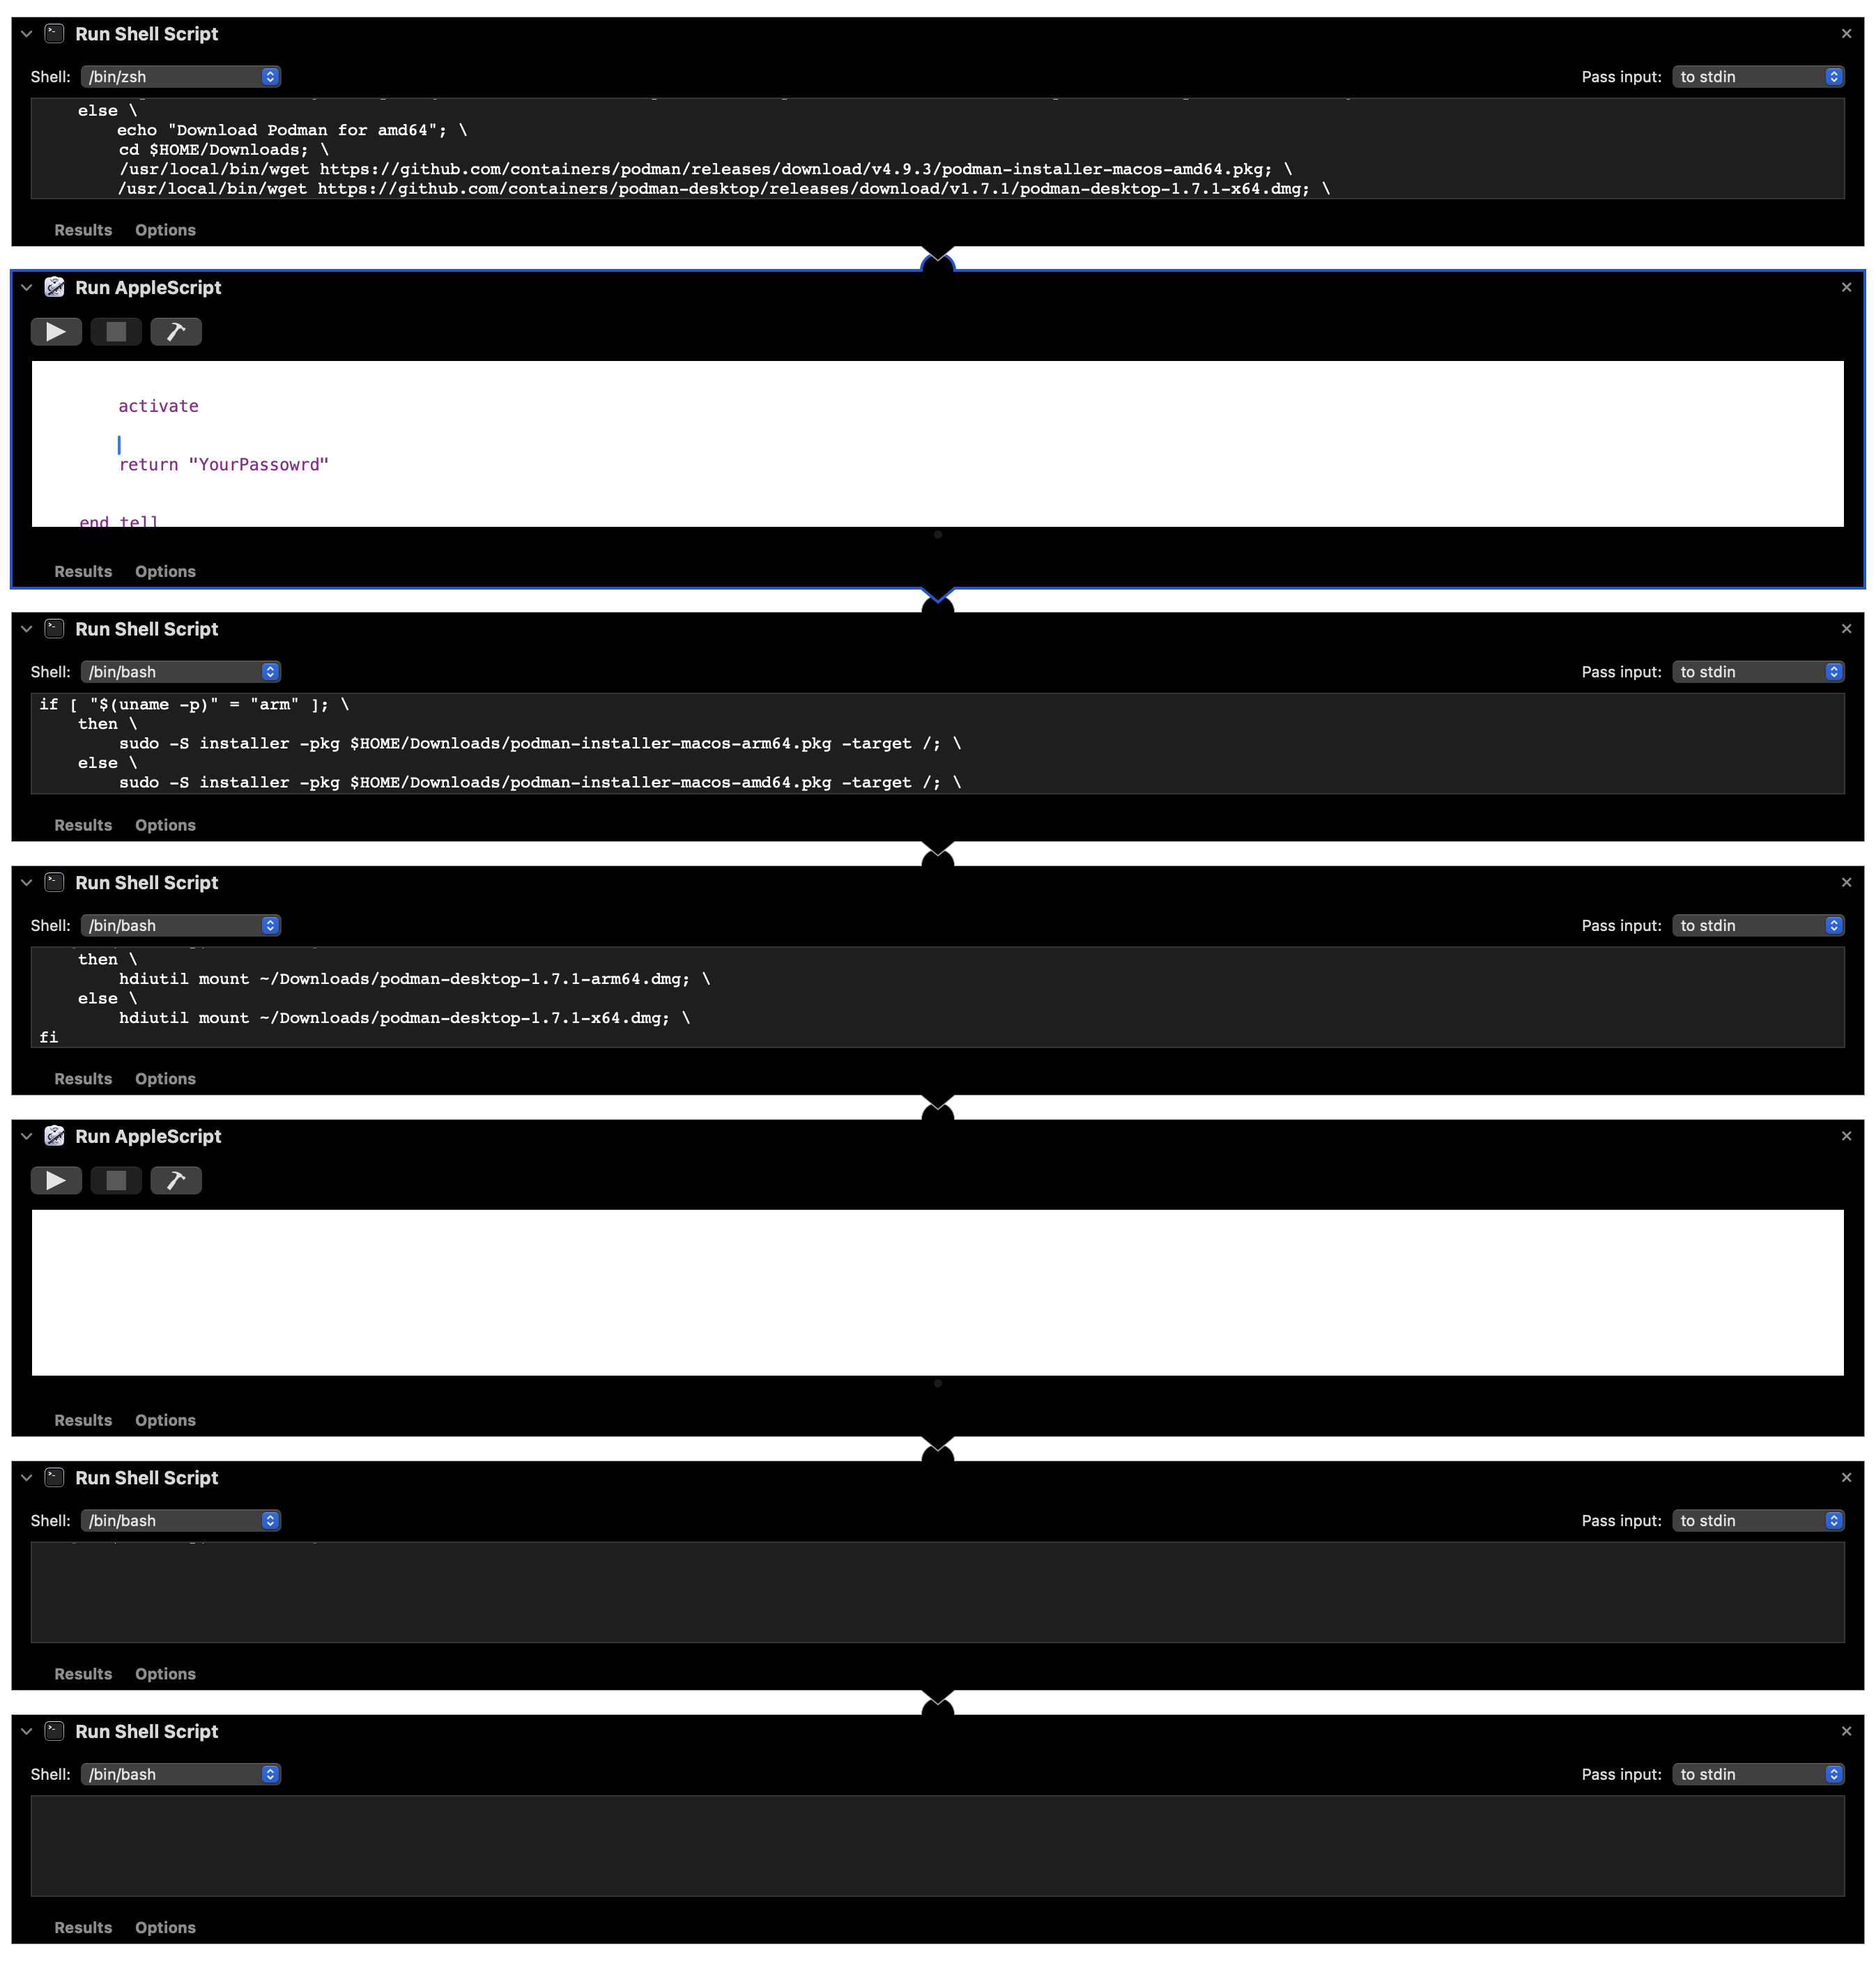 Run Shell Script
Shell: /bin/zsh Pass input: to stdin
else \
echo "Download Podman for amd64"; \
cd $HOME/Downloads; \
/usr/local/bin/wget https://github.com/containers/podman/releases/download/v4.9.3/podman-installer-macos-amd64.pkg; \
/usr/local/bin/wget https://github.com/containers/podman-desktop/releases/download/v1.7.1/podman-desktop-1.7.1-x64.dmg; \
Results Options
Run AppleScript
activate
return "YourPassowrd"
end tell
Results Options
Run Shell Script
Shell: /bin/bash Pass input: to stdin
if [ "$(uname -p)" = "arm" ]; \
then \
sudo -S installer -pkg $HOME/Downloads/podman-installer-macos-arm64.pkg -target /; \
else \
sudo -S installer -pkg $HOME/Downloads/podman-installer-macos-amd64.pkg -target /; \
Results Options
Run Shell Script
Shell: /bin/bash Pass input: to stdin
then \
hdiutil mount ~/Downloads/podman-desktop-1.7.1-arm64.dmg; \
else \
hdiutil mount ~/Downloads/podman-desktop-1.7.1-x64.dmg; \
fi
Results Options
Run AppleScript
Results Options
Run Shell Script
Shell: /bin/bash Pass input: to stdin
Results Options
Run Shell Script
Shell: /bin/bash Pass input: to stdin
Results Options